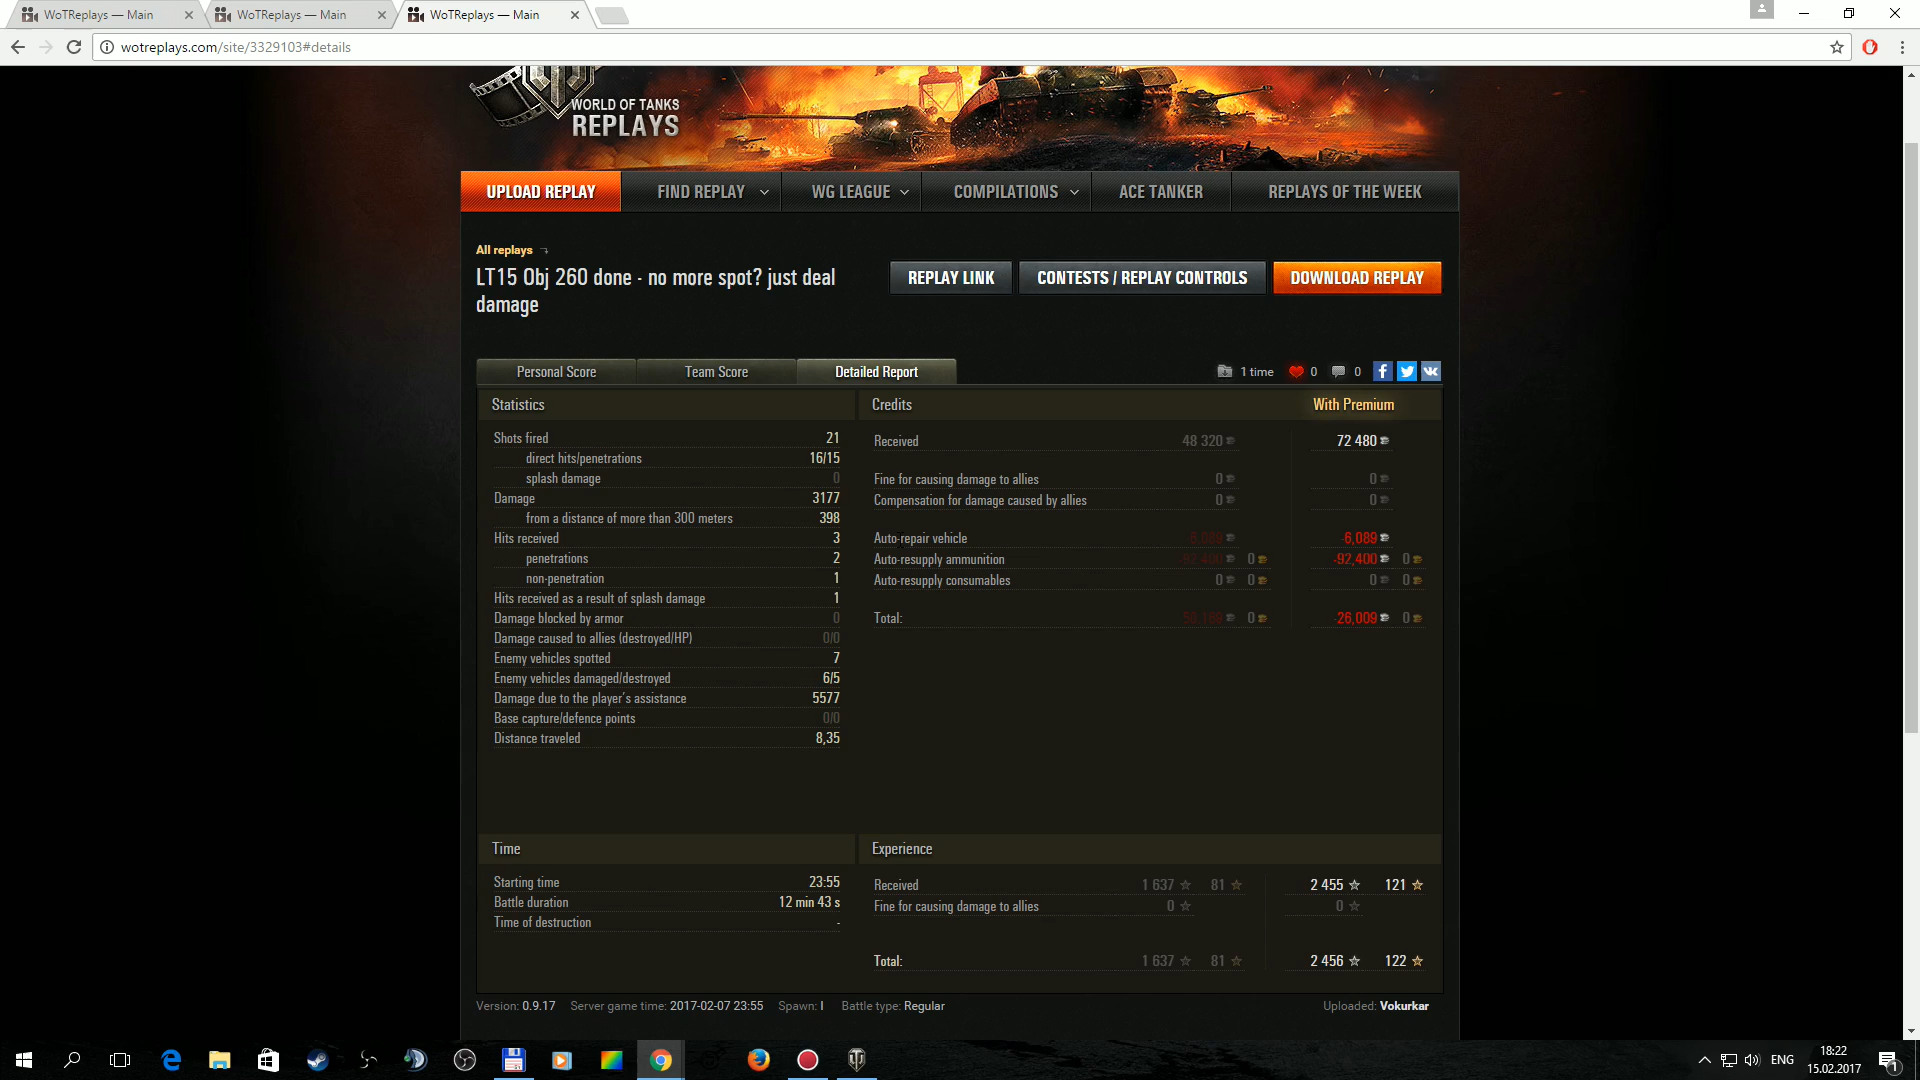 WoTReplays — Main
WoTReplays — Main
WoTReplays — Main
wotreplays.com/site/3329103#details
WORLD OF TANKS
REPLAYS
UPLOAD REPLAY
FIND REPLAY
WG LEAGUE
COMPILATIONS
ACE TANKER
REPLAYS OF THE WEEK
All replays
LT15 Obj 260 done - no more spot? just deal
damage
REPLAY LINK
CONTESTS / REPLAY CONTROLS
DOWNLOAD REPLAY
Personal Score
Team Score
Detailed Report
1 time
0
0
Statistics
Shots fired 21
direct hits/penetrations 16/15
splash damage 0
Damage 3177
from a distance of more than 300 meters 398
Hits received 3
penetrations 2
non-penetration 1
Hits received as a result of splash damage 1
Damage blocked by armor 0
Damage caused to allies (destroyed/HP) 0/0
Enemy vehicles spotted 7
Enemy vehicles damaged/destroyed 6/5
Damage due to the player's assistance 5577
Base capture/defence points 0/0
Distance traveled 8,35
Credits With Premium
Received 48 320 72 480
Fine for causing damage to allies 0 0
Compensation for damage caused by allies 0 0
Auto-repair vehicle -6,089 -6,089
Auto-resupply ammunition -92,400 0 -92,400 0
Auto-resupply consumables 0 0 0 0
Total: 0 -26,009 0
Time
Starting time 23:55
Battle duration 12 min 43 s
Time of destruction -
Experience
Received 1 637 81 2 455 121
Fine for causing damage to allies 0 0
Total: 1 637 81 2 456 122
Version: 0.9.17 Server game time: 2017-02-07 23:55 Spawn: I Battle type: Regular
Uploaded: Vokurkar
ENG
18:22
15.02.2017
1